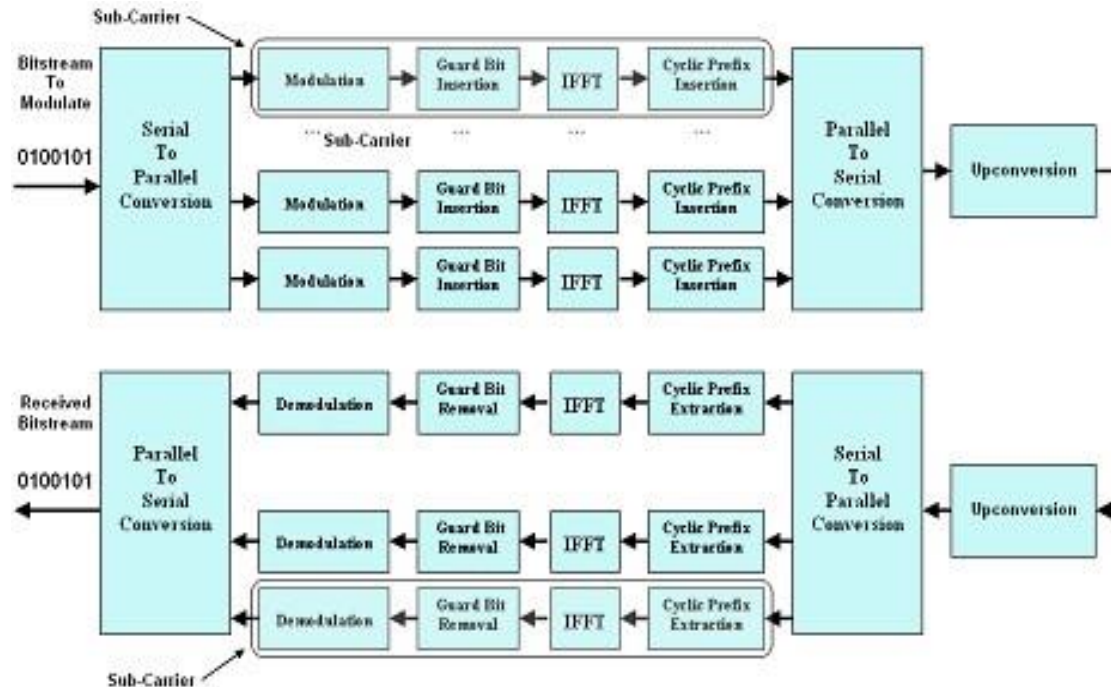 Sub-Carrier
Bitstream
To
Modulate
0100101
Serial
To
Parallel
Conversion
Modulation
Guard Bit
Insertion
IFFT
Cyclic Prefix
Insertion
...
...
...
...
Sub-Carrier
Modulation
Guard Bit
Insertion
IFFT
Cyclic Prefix
Insertion
Modulation
Guard Bit
Insertion
IFFT
Cyclic Prefix
Insertion
Parallel
To
Serial
Conversion
Upconversion
Received
Bitstream
0100101
Parallel
To
Serial
Conversion
Demodulation
Guard Bit
Removal
IFFT
Cyclic Prefix
Extraction
Demodulation
Guard Bit
Removal
IFFT
Cyclic Prefix
Extraction
Demodulation
Guard Bit
Removal
IFFT
Cyclic Prefix
Extraction
Serial
To
Parallel
Conversion
Upconversion
Sub-Carrier